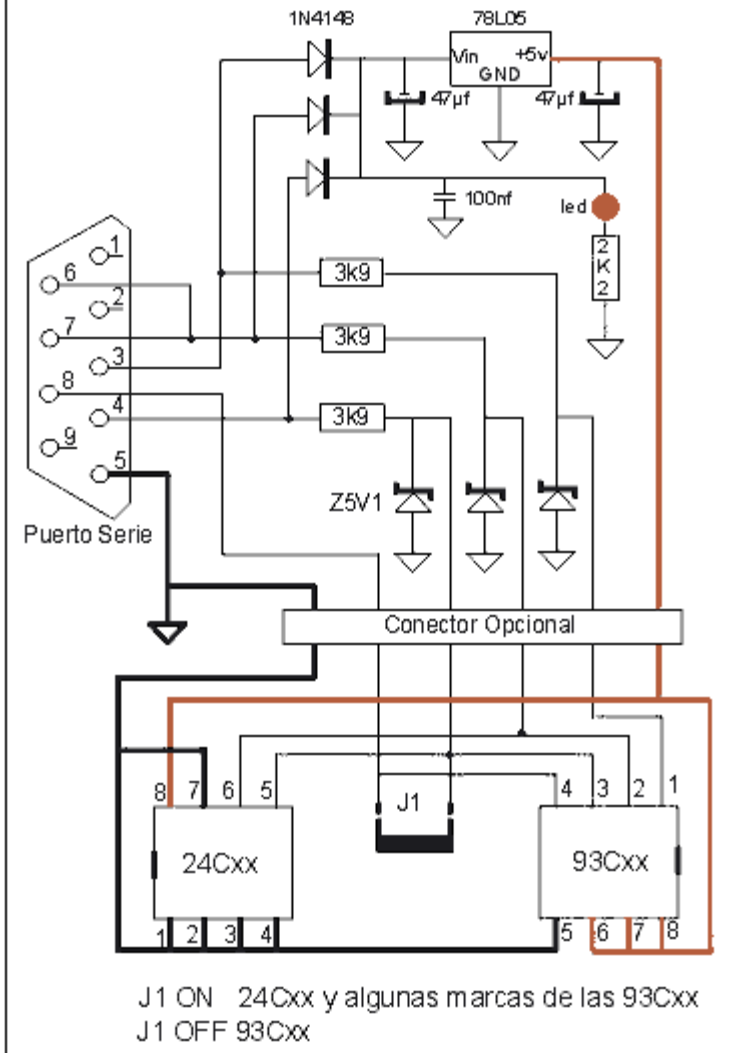 1N4148
78L05
Vin +5v
GND
47µf
47µf
100nf
led
2
K
2
1
6
2
7
3
8
4
9
5
3k9
3k9
3k9
Z5V1
Puerto Serie
Conector Opcional
8 7 6 5
J1
4 3 2 1
24Cxx
93Cxx
1 2 3 4
5 6 7 8
J1 ON 24Cxx y algunas marcas de las 93Cxx
J1 OFF 93Cxx